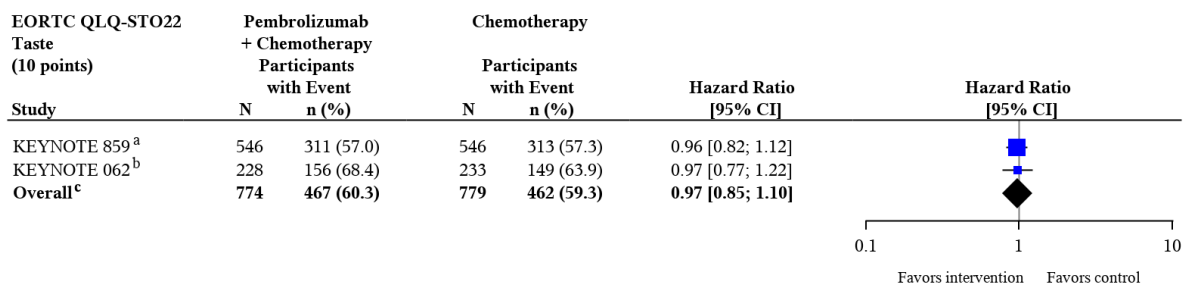 EORTC QLQ-STO22 Pembrolizumab Chemotherapy
Taste + Chemotherapy
(10 points) Participants Participants
with Event with Event Hazard Ratio Hazard Ratio
Study N n (%) N n (%) [95% CI] [95% CI]
KEYNOTE 859 a 546 311 (57.0) 546 313 (57.3) 0.96 [0.82; 1.12]
KEYNOTE 062 b 228 156 (68.4) 233 149 (63.9) 0.97 [0.77; 1.22]
Overall c 774 467 (60.3) 779 462 (59.3) 0.97 [0.85; 1.10]
0.1 1 10
Favors intervention Favors control